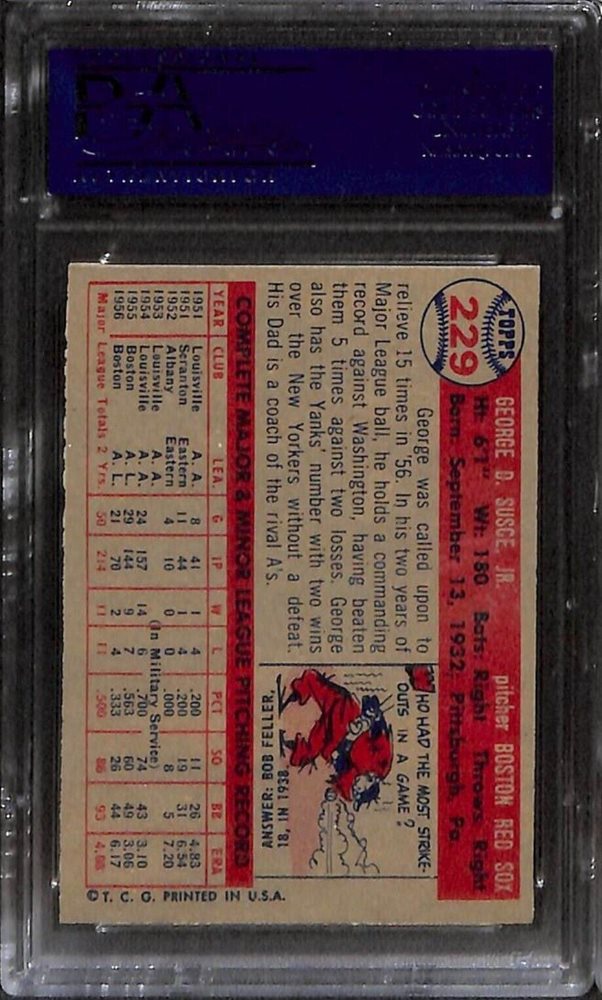 PSA
TOPPS
229
GEORGE D. SUSCE, JR. pitcher BOSTON RED SOX
Ht: 6'1" Wt: 180 Bats: Right Throws: Right
Born: September 13, 1932, Pittsburgh, Pa.
George was called upon to
relieve 15 times in '56. In his two years of
Major League ball, he holds a commanding
record against Washington, having beaten
them 5 times against two losses. George
also has the Yanks' number with two wins
over the New Yorkers without a defeat.
His Dad is a coach of the rival A's.
WHO HAD THE MOST STRIKE-
OUTS IN A GAME?
ANSWER: BOB FELLER,
18 IN 1938
COMPLETE MAJOR & MINOR LEAGUE PITCHING RECORD
YEAR CLUB LEA. G IP W L PCT SO BB ERA
1951 Louisville A. A. 8 41 1 4 .200 11 26 4.83
1951 Scranton Eastern 11 44 1 4 .200 19 31 6.54
1952 Albany Eastern 4 10 0 0 .000 8 5 7.20
1953 Louisville A. A. (In Military Service)
1954 Louisville A. A. 24 157 14 6 .700 74 43 3.10
1955 Boston A. L. 29 144 9 7 .563 60 49 3.06
1956 Boston A. L. 21 70 2 4 .333 26 44 6.17
Major League Totals 2 Yrs. 50 214 11 11 .500 86 93 4.08
© T. C. G. PRINTED IN U.S.A.